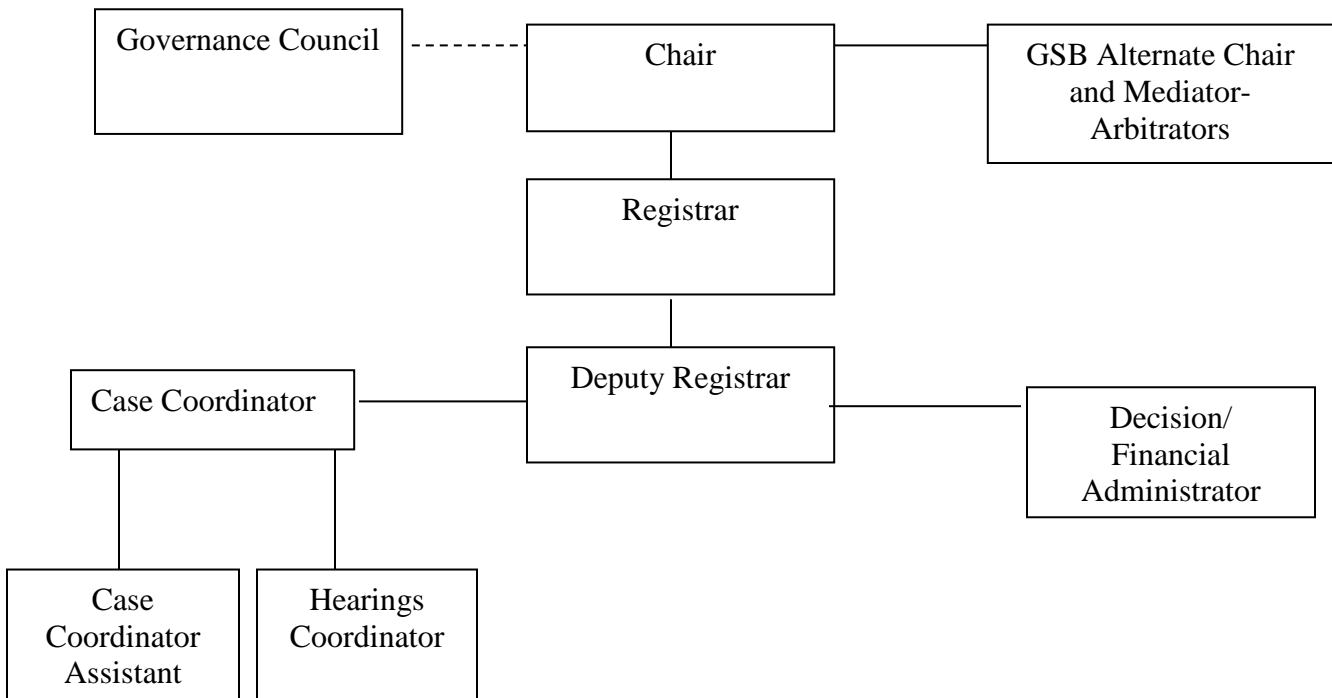 Governance Council
Chair
GSB Alternate Chair
and Mediator-
Arbitrators
Registrar
Deputy Registrar
Case Coordinator
Decision/
Financial
Administrator
Case
Coordinator
Assistant
Hearings
Coordinator